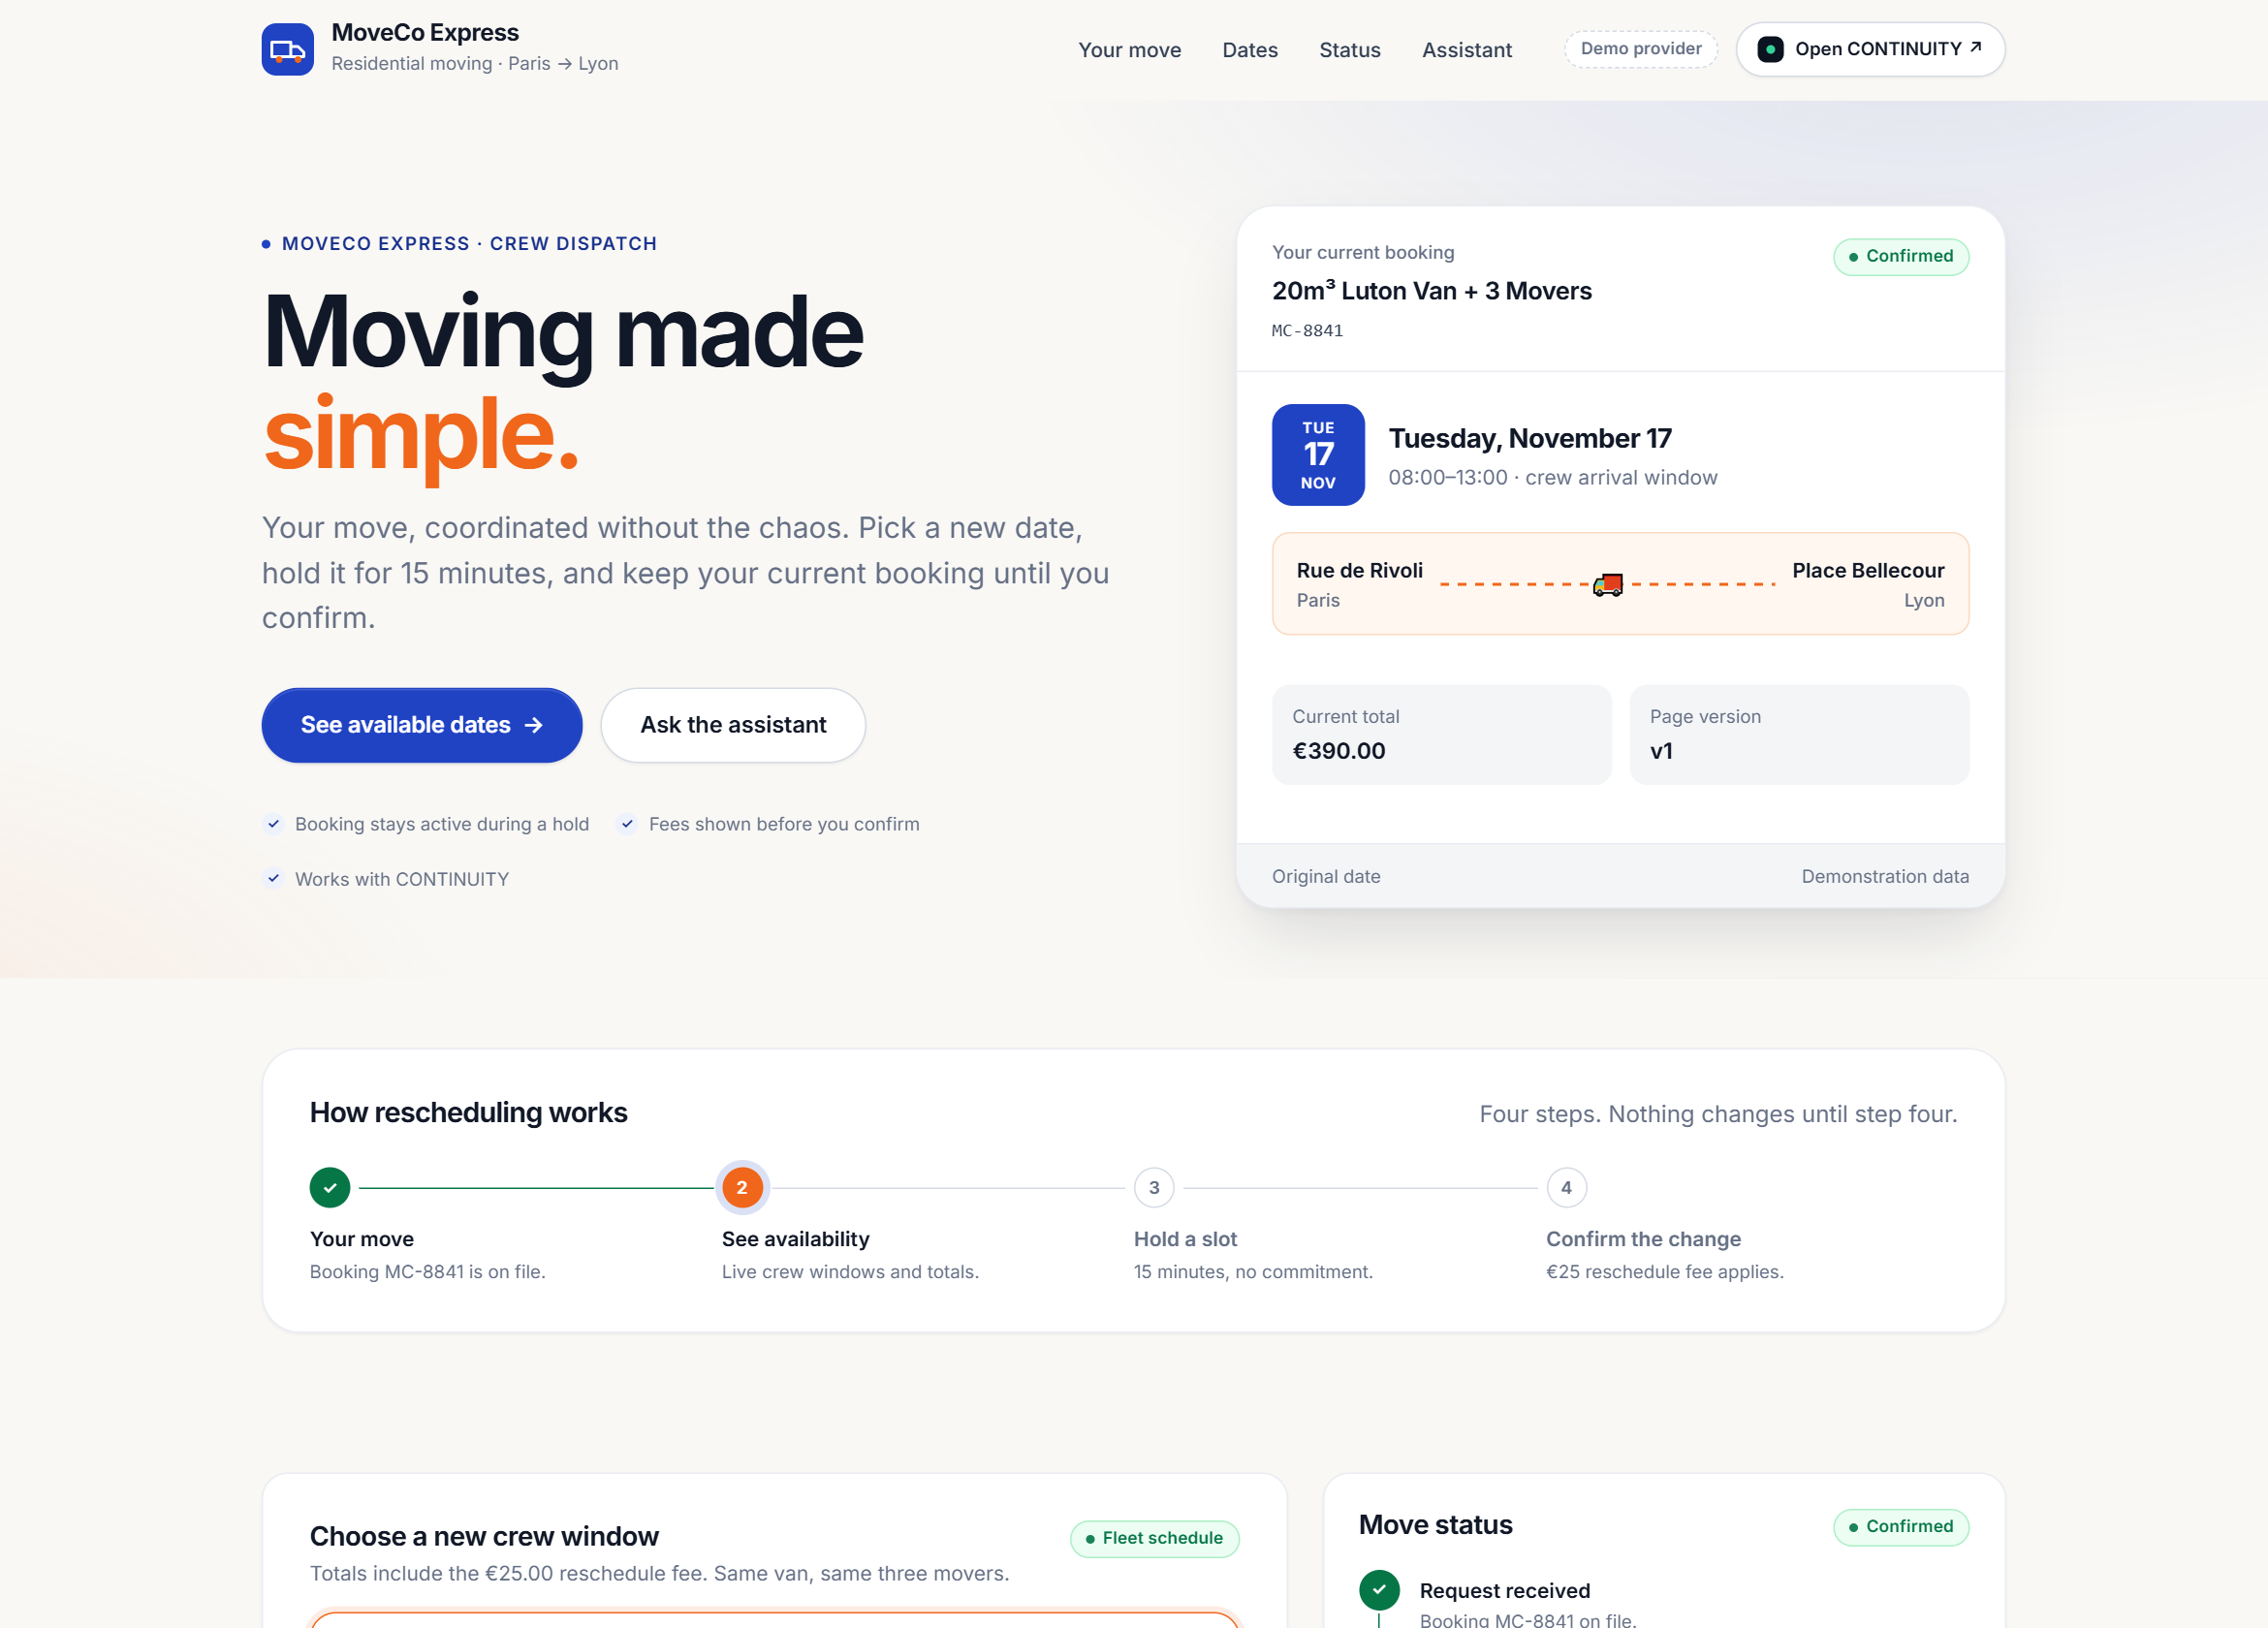 MoveCo Express
Residential moving · Paris → Lyon
Your move
Dates
Status
Assistant
Demo provider
Open CONTINUITY ↗
MOVECO EXPRESS · CREW DISPATCH
Moving made
simple.
Your move, coordinated without the chaos. Pick a new date,
hold it for 15 minutes, and keep your current booking until you
confirm.
See available dates →
Ask the assistant
Booking stays active during a hold
Fees shown before you confirm
Works with CONTINUITY
Your current booking
Confirmed
20m³ Luton Van + 3 Movers
MC-8841
TUE
17
NOV
Tuesday, November 17
08:00–13:00 · crew arrival window
Rue de Rivoli
Paris
Place Bellecour
Lyon
Current total
€390.00
Page version
v1
Original date
Demonstration data
How rescheduling works
Four steps. Nothing changes until step four.
2
3
4
Your move
Booking MC-8841 is on file.
See availability
Live crew windows and totals.
Hold a slot
15 minutes, no commitment.
Confirm the change
€25 reschedule fee applies.
Choose a new crew window
Fleet schedule
Totals include the €25.00 reschedule fee. Same van, same three movers.
Move status
Confirmed
Request received
Booking MC-8841 on file.